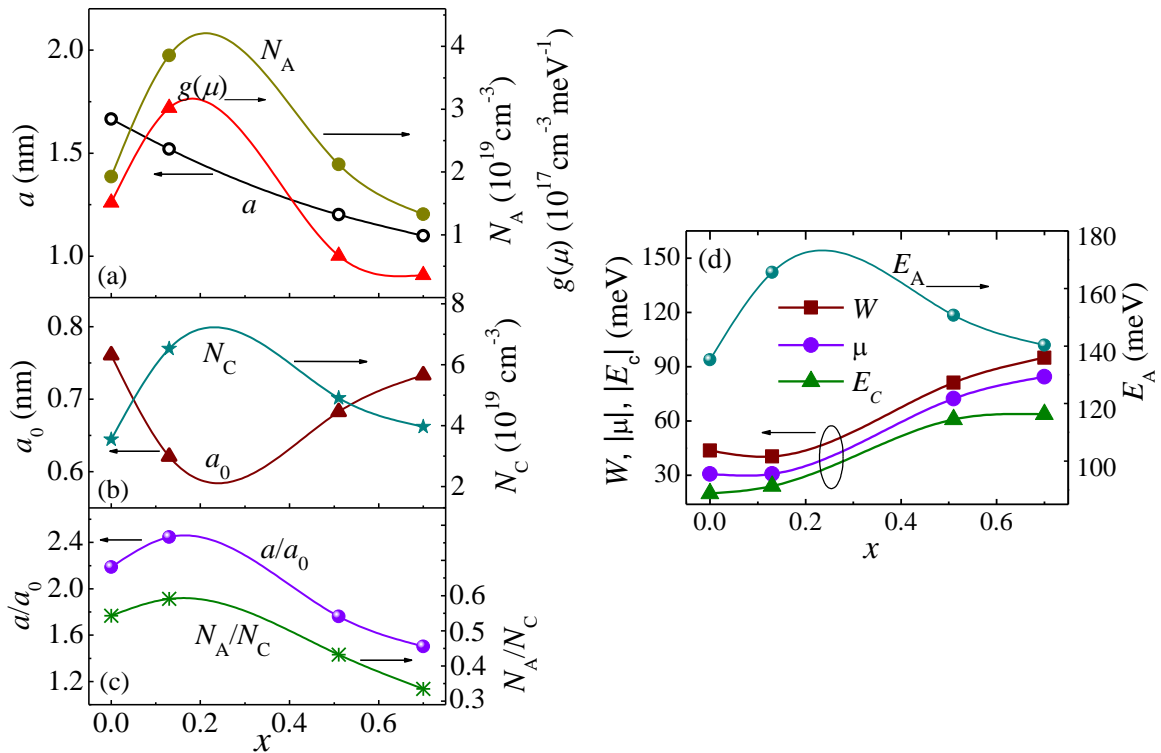 2.0
1.5
1.0
a (nm)
N_A
g(μ)
a
(a)
4
3
2
1
N_A (10^19 cm^-3)
g(μ) (10^17 cm^-3 meV^-1)
0.8
0.7
0.6
a_0 (nm)
N_C
a_0
(b)
8
6
4
2
N_C (10^19 cm^-3)
2.4
1.8
1.2
a/a_0
a/a_0
N_A/N_C
(c)
0.6
0.5
0.4
0.3
N_A/N_C
0.0 0.2 0.4 0.6
x
150
120
90
60
30
W, |μ|, |E_c| (meV)
(d)
E_A
W
μ
E_C
180
160
140
120
100
E_A (meV)
0.0 0.2 0.4 0.6
x